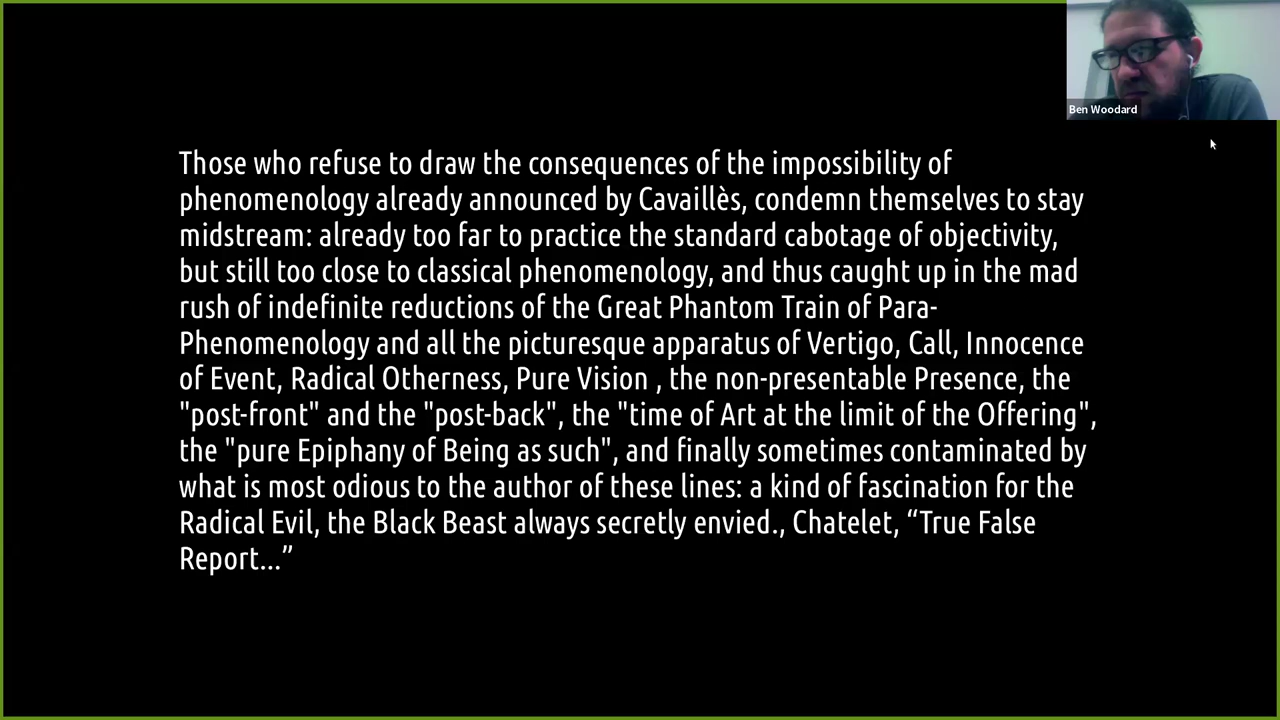 Ben Woodard
Those who refuse to draw the consequences of the impossibility of
phenomenology already announced by Cavaillès, condemn themselves to stay
midstream: already too far to practice the standard cabotage of objectivity,
but still too close to classical phenomenology, and thus caught up in the mad
rush of indefinite reductions of the Great Phantom Train of Para-
Phenomenology and all the picturesque apparatus of Vertigo, Call, Innocence
of Event, Radical Otherness, Pure Vision , the non-presentable Presence, the
"post-front" and the "post-back", the "time of Art at the limit of the Offering",
the "pure Epiphany of Being as such", and finally sometimes contaminated by
what is most odious to the author of these lines: a kind of fascination for the
Radical Evil, the Black Beast always secretly envied., Chatelet, “True False
Report...”